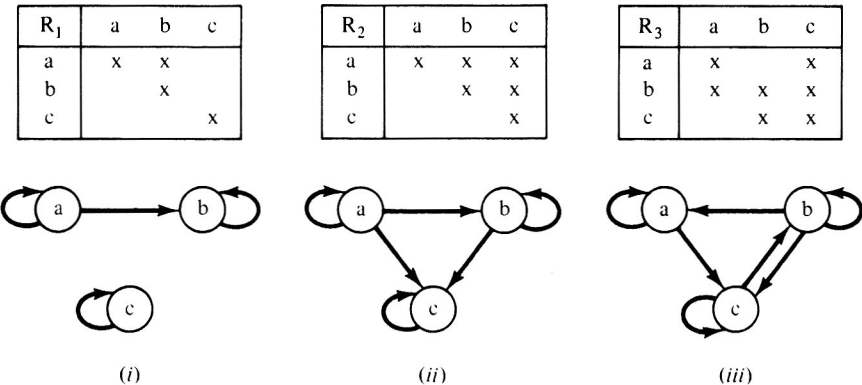 R1 a b c R2 a b c R3 a b c
a x x a x x x a x x
b x b x x b x x x
c x c x c x x
a b a b a b
c c c
(i) (ii) (iii)